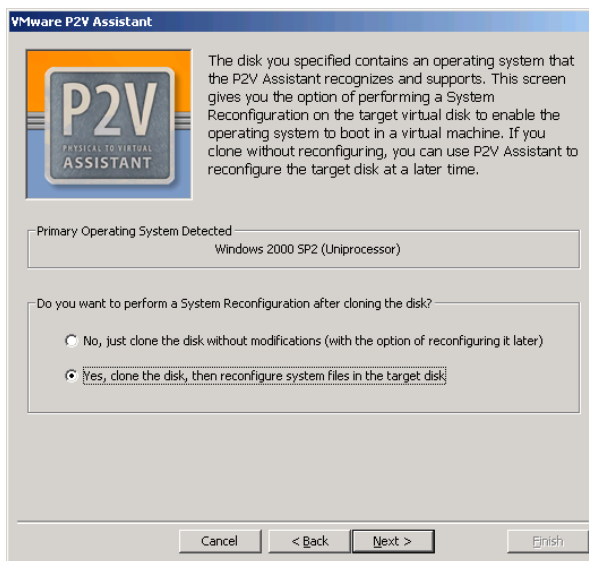 VMware P2V Assistant
The disk you specified contains an operating system that
the P2V Assistant recognizes and supports. This screen
gives you the option of performing a System
Reconfiguration on the target virtual disk to enable the
operating system to boot in a virtual machine. If you
clone without reconfiguring, you can use P2V Assistant to
reconfigure the target disk at a later time.
P2V
PHYSICAL TO VIRTUAL
ASSISTANT
Primary Operating System Detected
Windows 2000 SP2 (Uniprocessor)
Do you want to perform a System Reconfiguration after cloning the disk?
No, just clone the disk without modifications (with the option of reconfiguring it later)
Yes, clone the disk, then reconfigure system files in the target disk
Cancel < Back Next > Finish